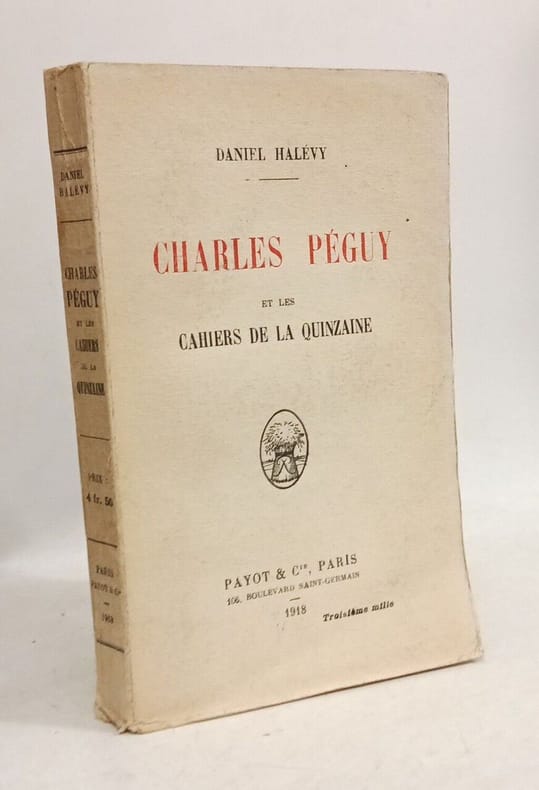 DANIEL HALÉVY
CHARLES PÉGUY
ET LES
CAHIERS DE LA QUINZAINE
PAYOT & Cie, PARIS
106, BOULEVARD SAINT-GERMAIN
1918
Troisième mille
DANIEL
HALÉVY
CHARLES
PÉGUY
ET LES
CAHIERS
DE LA
QUINZAINE
PRIX :
4 fr. 50
PARIS
PAYOT & Cie
1918